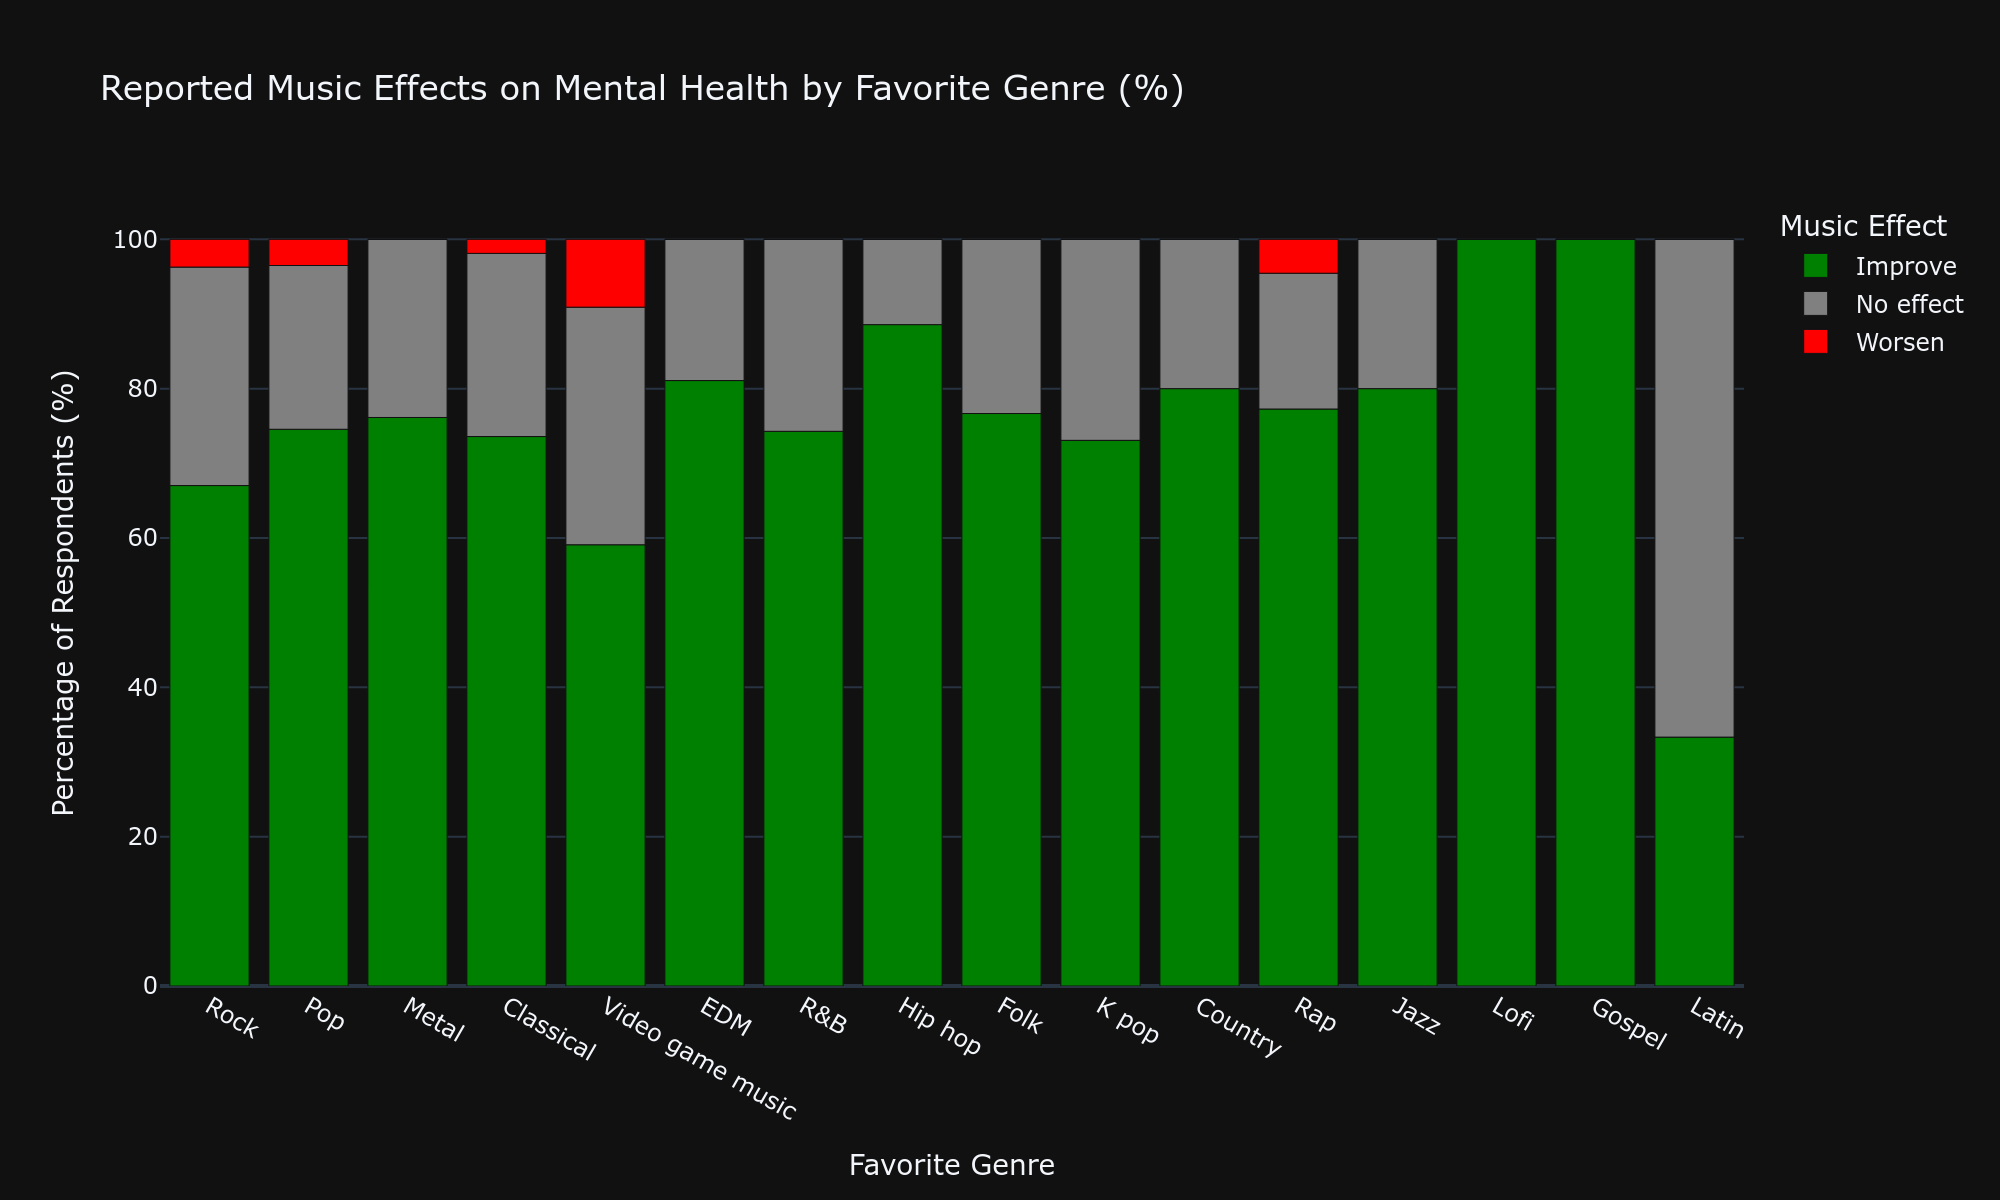 Reported Music Effects on Mental Health by Favorite Genre (%)
Music Effect
Improve
No effect
Worsen
Percentage of Respondents (%)
100
80
60
40
20
0
Rock
Pop
Metal
Classical
Video game music
EDM
R&B
Hip hop
Folk
K pop
Country
Rap
Jazz
Lofi
Gospel
Latin
Favorite Genre